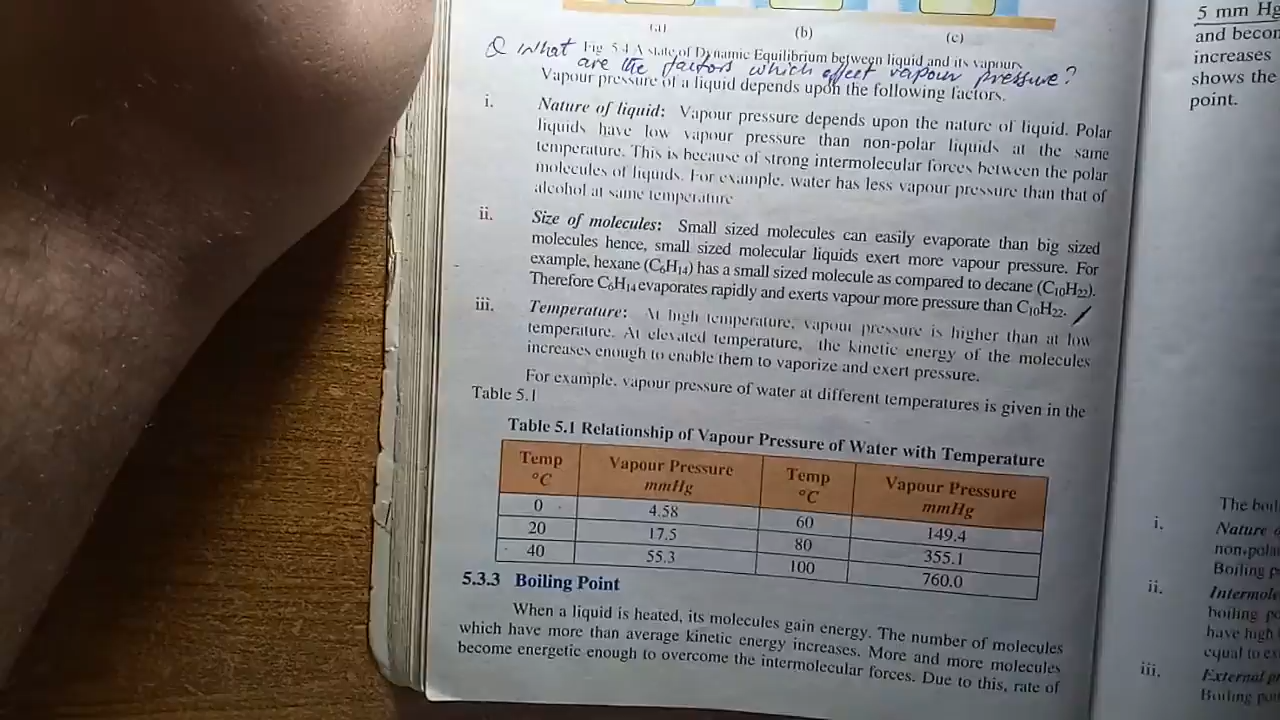 (a)
(b)
(c)
Q What
Fig 5.4 A state of Dynamic Equilibrium between liquid and its vapours
are the factors which effect vapour pressure?
Vapour pressure of a liquid depends upon the following factors.
i. Nature of liquid: Vapour pressure depends upon the nature of liquid. Polar
liquids have low vapour pressure than non-polar liquids at the same
temperature. This is because of strong intermolecular forces between the polar
molecules of liquids. For example, water has less vapour pressure than that of
alcohol at same temperature
ii. Size of molecules: Small sized molecules can easily evaporate than big sized
molecules hence, small sized molecular liquids exert more vapour pressure. For
example, hexane (C₆H₁₄) has a small sized molecule as compared to decane (C₁₀H₂₂).
Therefore C₆H₁₄ evaporates rapidly and exerts vapour more pressure than C₁₀H₂₂.
iii. Temperature: At high temperature, vapour pressure is higher than at low
temperature. At elevated temperature, the kinetic energy of the molecules
increases enough to enable them to vaporize and exert pressure.
For example, vapour pressure of water at different temperatures is given in the
Table 5.1
Table 5.1 Relationship of Vapour Pressure of Water with Temperature
Temp °C Vapour Pressure mmHg Temp °C Vapour Pressure mmHg
0 4.58 60 149.4
20 17.5 80 355.1
40 55.3 100 760.0
5.3.3 Boiling Point
When a liquid is heated, its molecules gain energy. The number of molecules
which have more than average kinetic energy increases. More and more molecules
become energetic enough to overcome the intermolecular forces. Due to this, rate of
5 mm Hg
and
increases
shows the
point.
The
i. Nature
ii.
boiling
have high
equal to
iii. External
Boiling